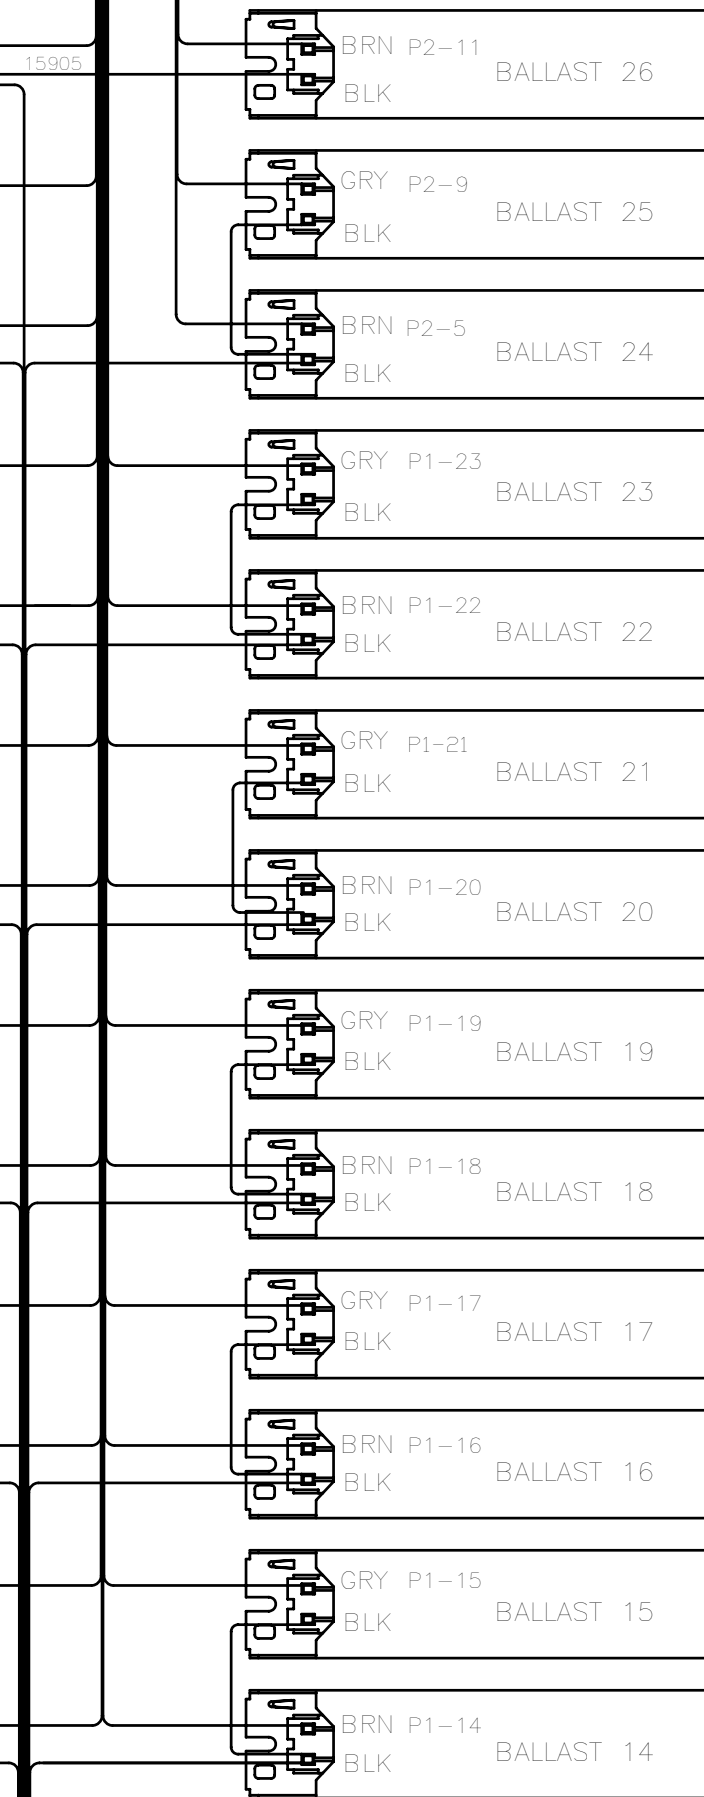 BRN P2-11
15905
BALLAST 26
BLK
GRY P2-9
BALLAST 25
BLK
BRN P2-5
BALLAST 24
BLK
GRY P1-23
BALLAST 23
BLK
BRN P1-22
BALLAST 22
BLK
GRY P1-21
BALLAST 21
BLK
BRN P1-20
BALLAST 20
BLK
GRY P1-19
BALLAST 19
BLK
BRN P1-18
BALLAST 18
BLK
GRY P1-17
BALLAST 17
BLK
BRN P1-16
BALLAST 16
BLK
GRY P1-15
BALLAST 15
BLK
BRN P1-14
BALLAST 14
BLK